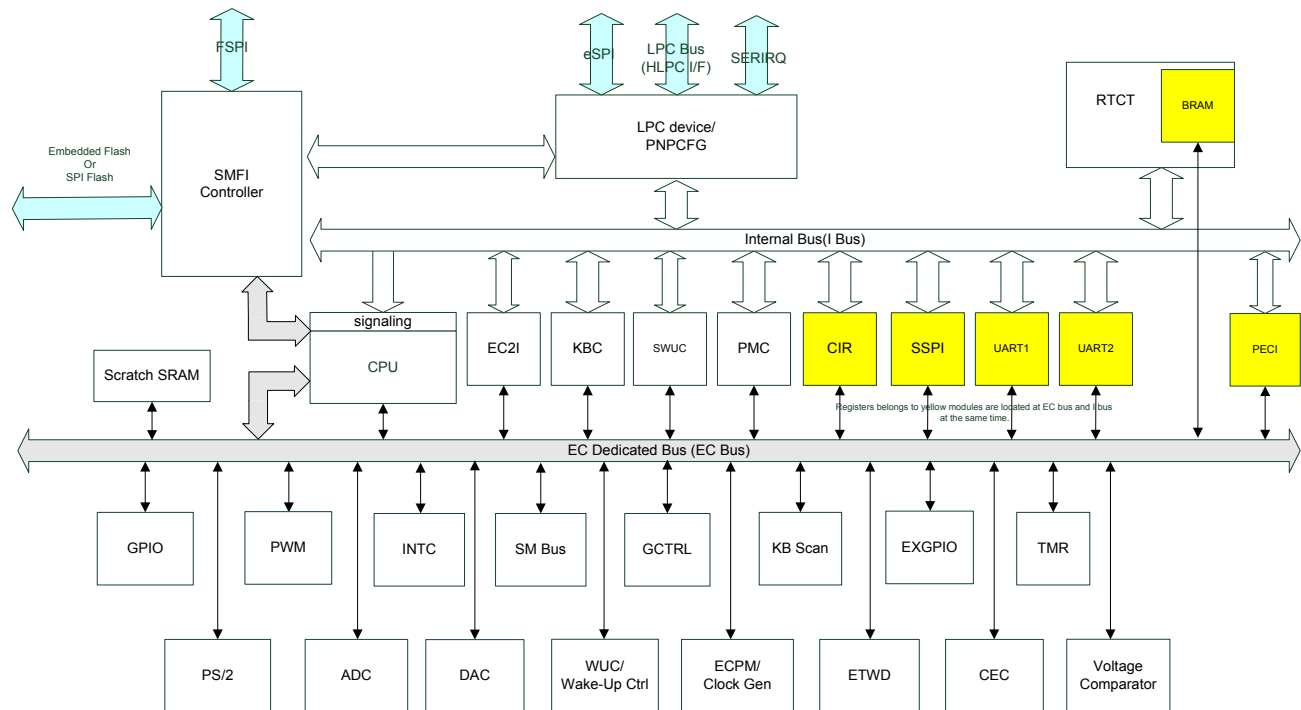 FSPI
eSPI
LPC Bus
(HLPC I/F)
SERIRQ
Embedded Flash
Or
SPI Flash
SMFI
Controller
LPC device/
PNPCFG
RTCT
BRAM
Internal Bus(I Bus)
signaling
CPU
EC2I
KBC
SWUC
PMC
CIR
SSPI
UART1
UART2
PECI
Scratch SRAM
Registers belongs to yellow modules are located at EC bus and I bus
at the same time.
EC Dedicated Bus (EC Bus)
GPIO
PWM
INTC
SM Bus
GCTRL
KB Scan
EXGPIO
TMR
PS/2
ADC
DAC
WUC/
Wake-Up Ctrl
ECPM/
Clock Gen
ETWD
CEC
Voltage
Comparator